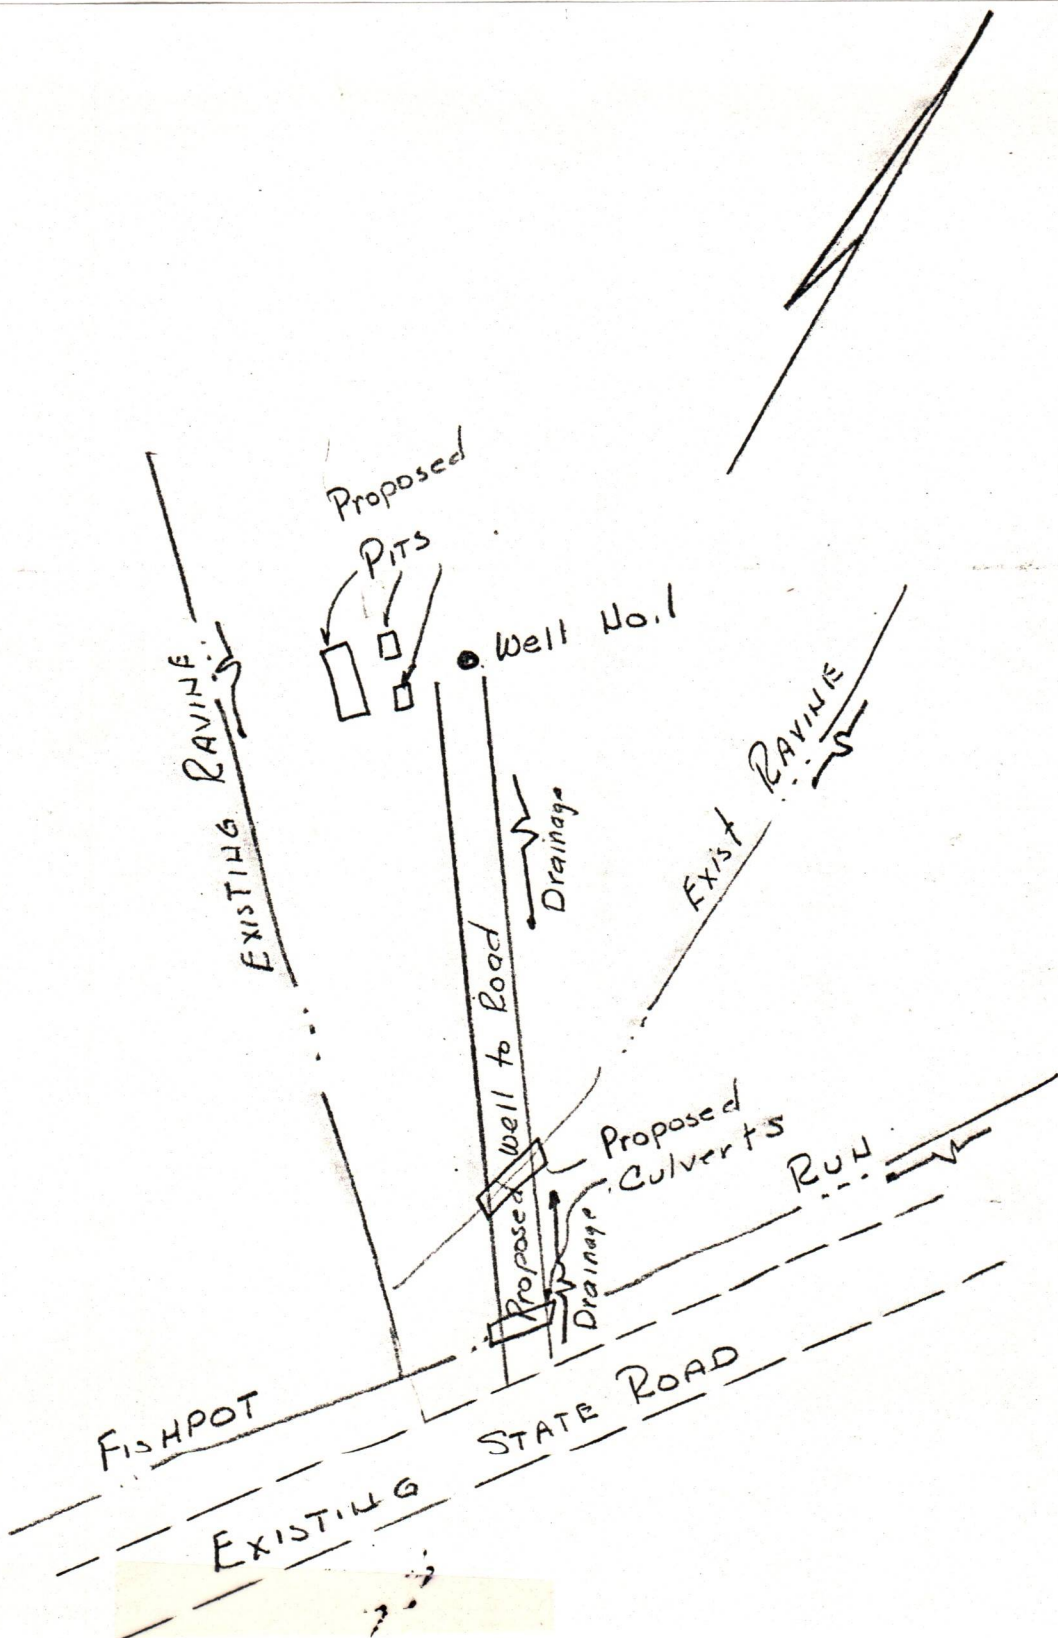 Proposed
PITS
Well No.1
EXISTING RAVINE
EXIST RAVINE
Drainage
Proposed Well to Road
Proposed
Culverts
Drainage
FISHPOT RUN
EXISTING STATE ROAD